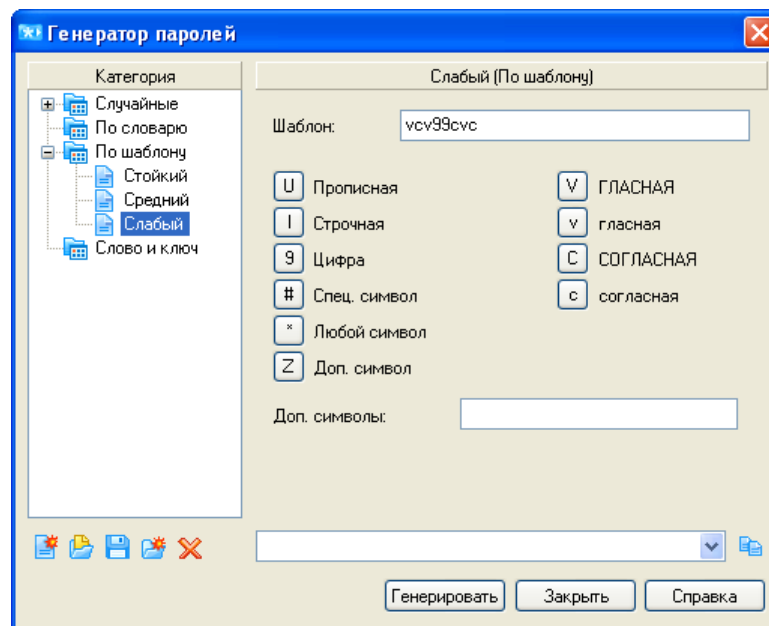 Генератор паролей
Категория
Слабый (По шаблону)
Случайные
По словарю
По шаблону
Стойкий
Средний
Слабый
Слово и ключ
Шаблон: vcv99cvc
U Прописная V ГЛАСНАЯ
l Строчная v гласная
9 Цифра C СОГЛАСНАЯ
# Спец. символ c согласная
* Любой символ
Z Доп. символ
Доп. символы:
Генерировать Закрыть Справка